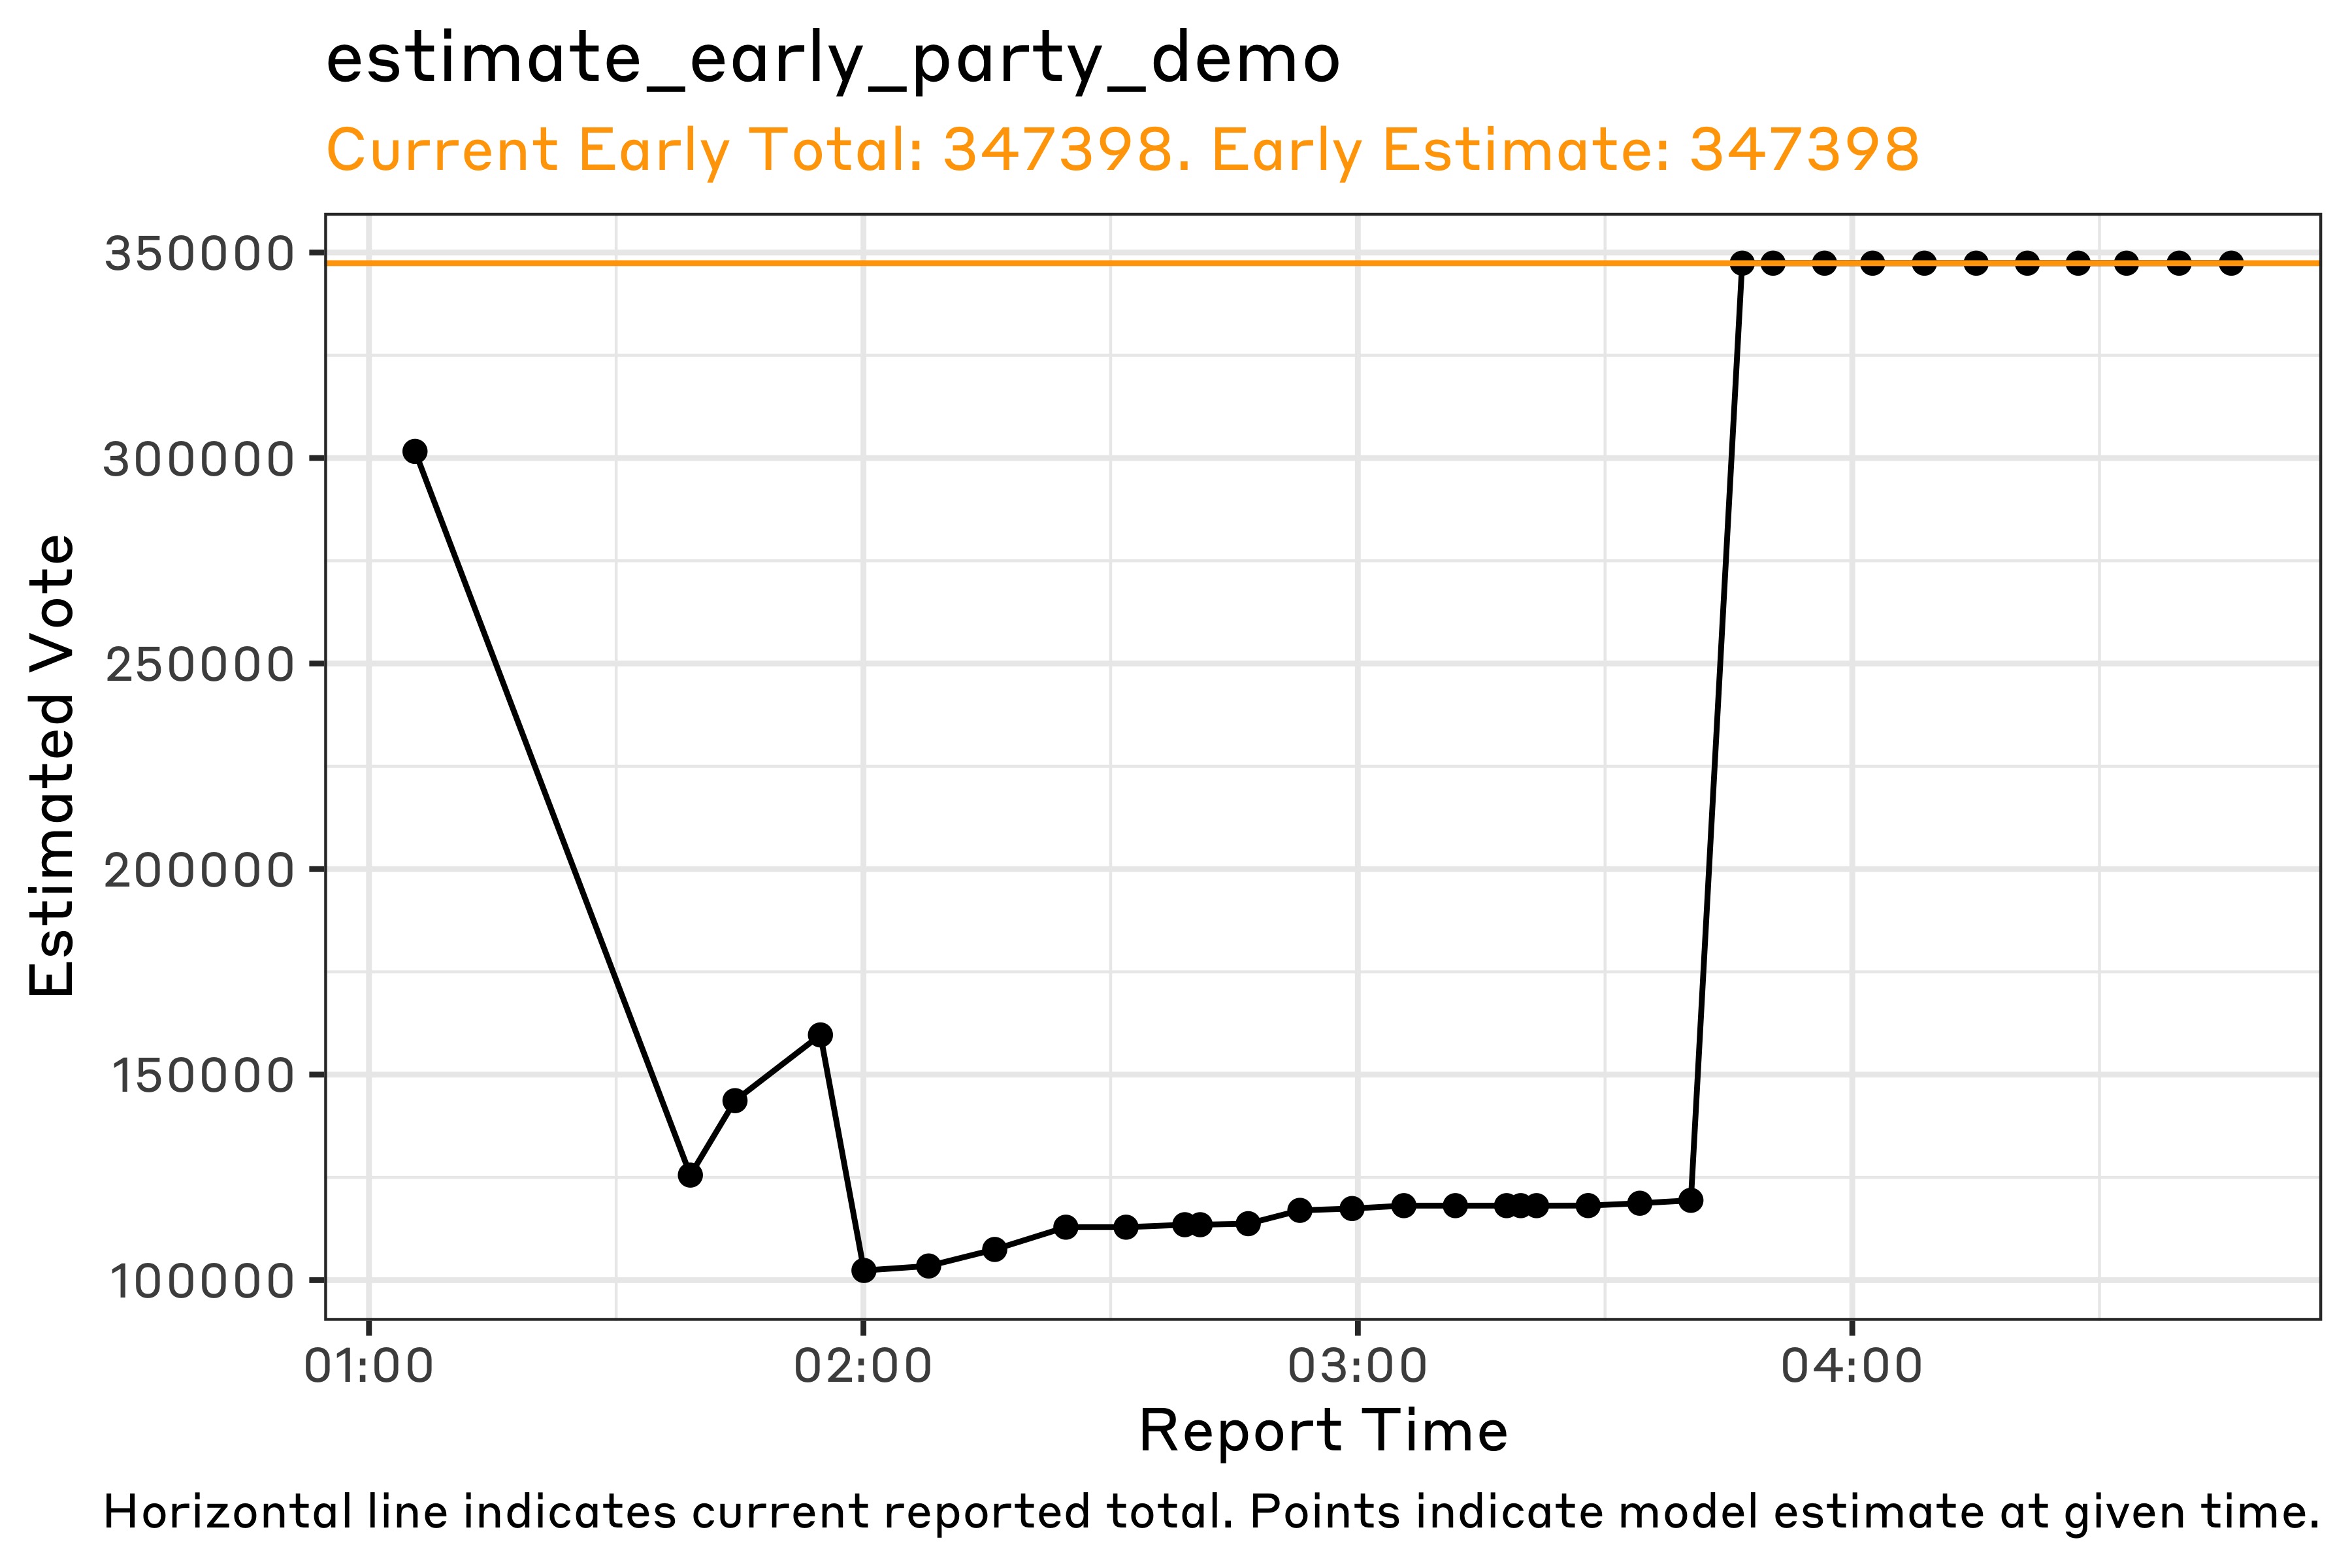 estimate_early_party_demo
Current Early Total: 347398. Early Estimate: 347398
Estimated Vote
350000
300000
250000
200000
150000
100000
01:00 02:00 03:00 04:00
Report Time
Horizontal line indicates current reported total. Points indicate model estimate at given time.